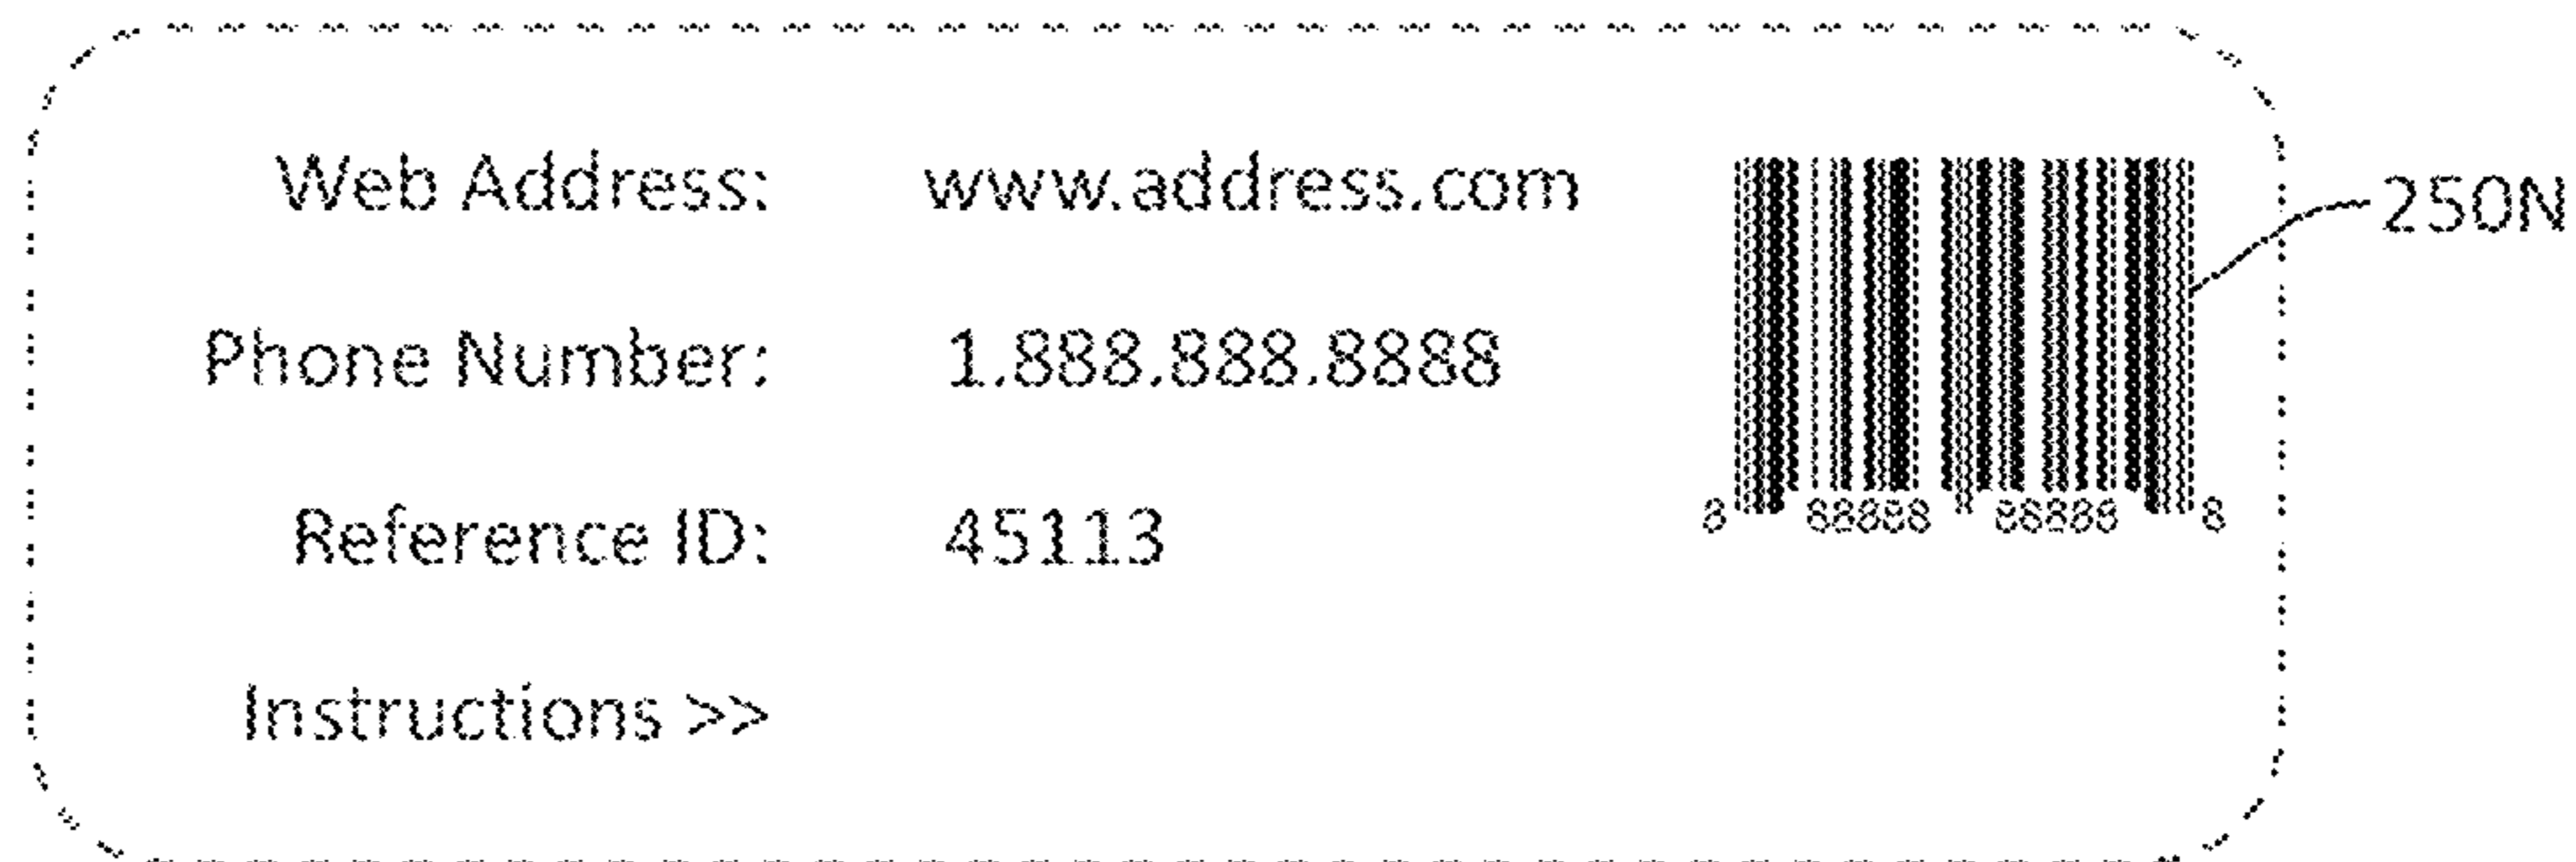 Web Address: www.address.com
250N
Phone Number: 1.888.888.8888
Reference ID: 45113
8 88888 88888 8
Instructions >>